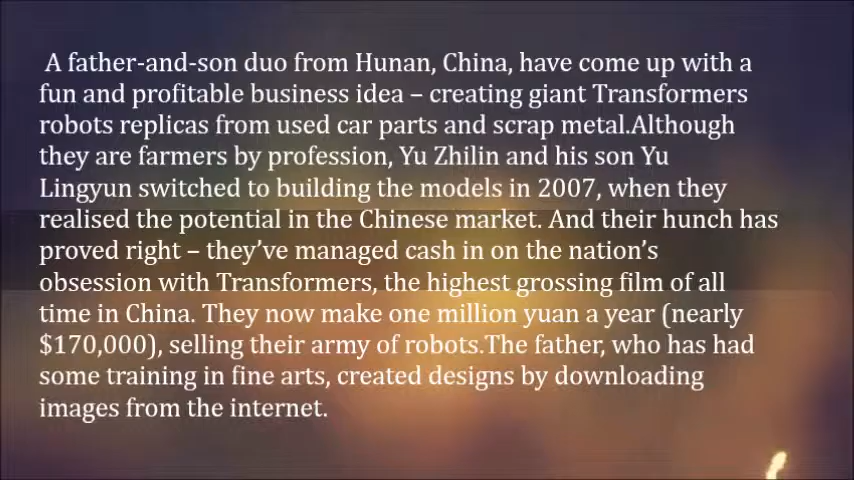 A father-and-son duo from Hunan, China, have come up with a
fun and profitable business idea – creating giant Transformers
robots replicas from used car parts and scrap metal.Although
they are farmers by profession, Yu Zhilin and his son Yu
Lingyun switched to building the models in 2007, when they
realised the potential in the Chinese market. And their hunch has
proved right – they’ve managed cash in on the nation’s
obsession with Transformers, the highest grossing film of all
time in China. They now make one million yuan a year (nearly
$170,000), selling their army of robots.The father, who has had
some training in fine arts, created designs by downloading
images from the internet.